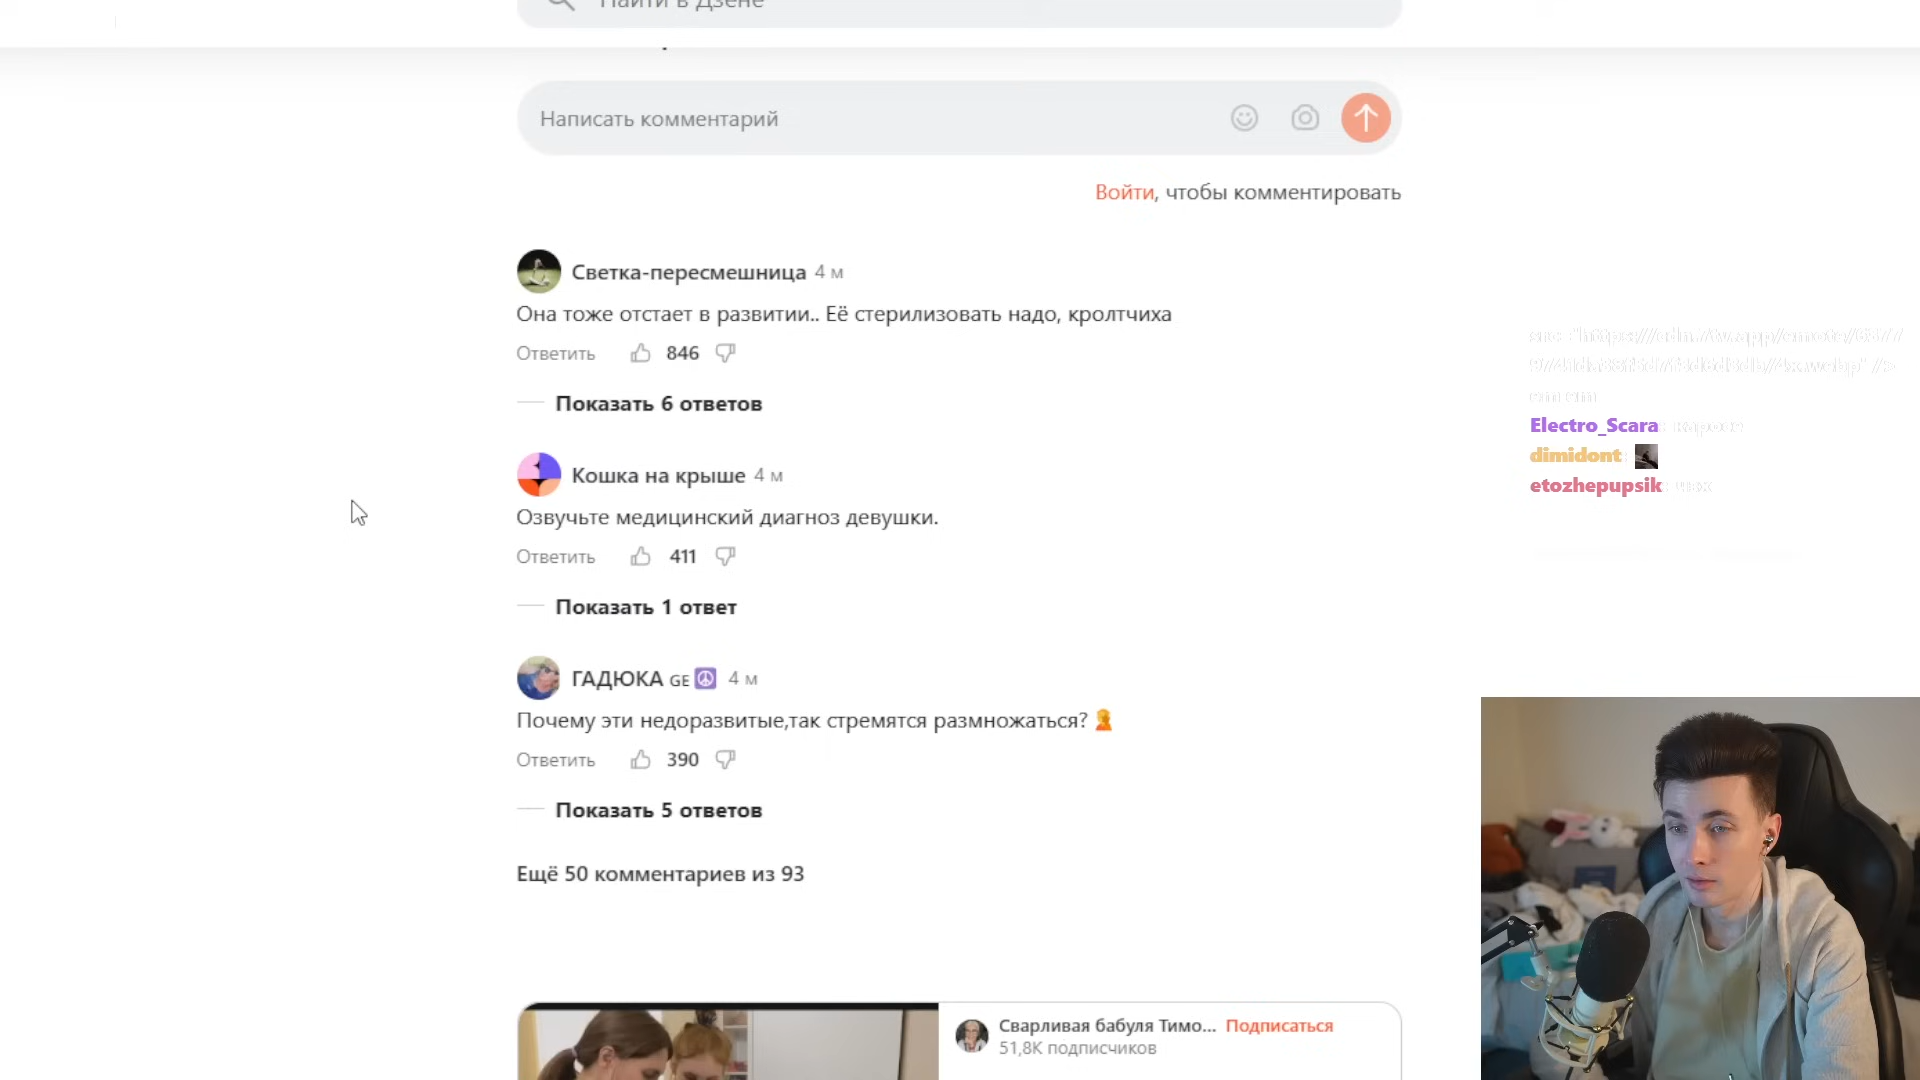 Найти в Дзене
Написать комментарий
Войти, чтобы комментировать
Светка-пересмешница 4 м
Она тоже отстает в развитии.. Её стерилизовать надо, кролтчиха
Ответить 846
Показать 6 ответов
Кошка на крыше 4 м
Озвучьте медицинский диагноз девушки.
Ответить 411
Показать 1 ответ
ГАДЮКА GE 4 м
Почему эти недоразвитые,так стремятся размножаться?
Ответить 390
Показать 5 ответов
Ещё 50 комментариев из 93
Сварливая бабуля Тимо... Подписаться
51,8K подписчиков
Electro_Scara
dimidont
etozhepupsik